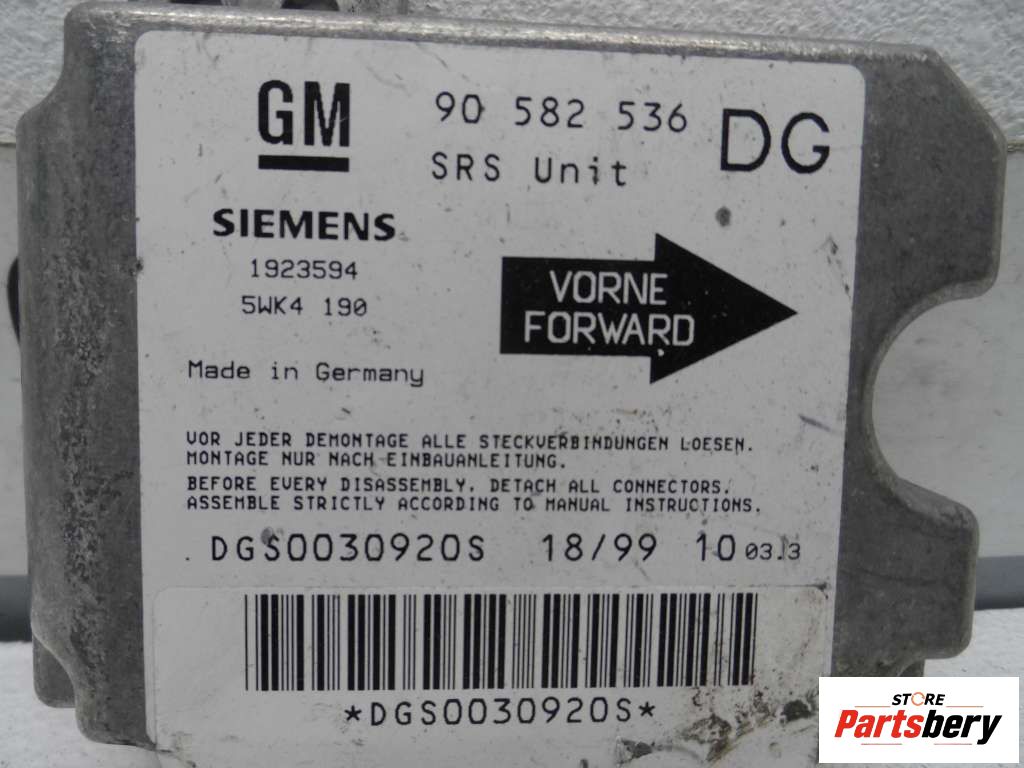 GM
90 582 536
DG
SRS Unit
SIEMENS
1923594
5WK4 190
VORNE
FORWARD
Made in Germany
VOR JEDER DEMONTAGE ALLE STECKVERBINDUNGEN LOESEN.
MONTAGE NUR NACH EINBAUANLEITUNG.
BEFORE EVERY DISASSEMBLY, DETACH ALL CONNECTORS.
ASSEMBLE STRICTLY ACCORDING TO MANUAL INSTRUCTIONS.
DGS0030920S 18/99 10 03.3
*DGS0030920S*
STORE
Partsbery